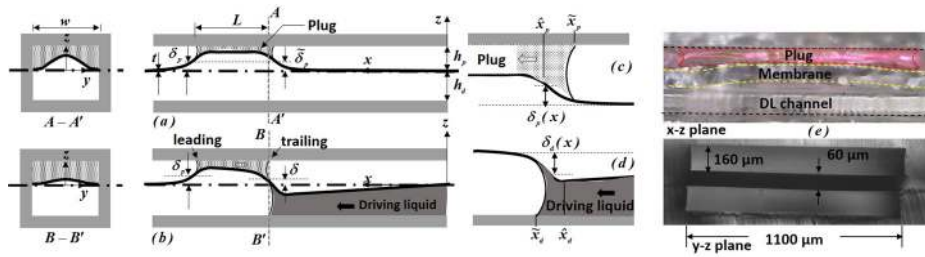 w
z
y
A – A′
z
y
B – B′
L
A
Plug
z
t
δp
δ̃p
x
hp
hd
(a)
A′
leading
B
trailing
z
δp
δ
x
Driving liquid
(b)
B′
x̂p
x̃p
Plug
(c)
δp(x)
δd(x)
(d)
Driving liquid
x̃d
x̂d
Plug
Membrane
DL channel
x-z plane
(e)
160 µm
60 µm
y-z plane
1100 µm